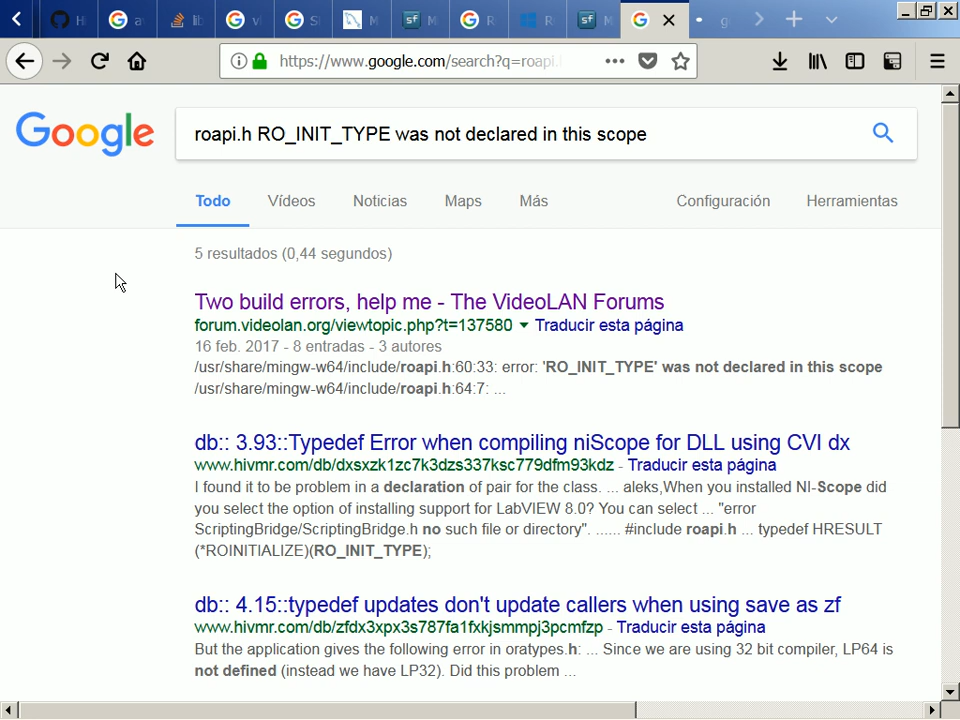 https://www.google.com/search?q=roapi.
Google
roapi.h RO_INIT_TYPE was not declared in this scope
Todo Vídeos Noticias Maps Más Configuración Herramientas
5 resultados (0,44 segundos)
Two build errors, help me - The VideoLAN Forums
forum.videolan.org/viewtopic.php?t=137580 Traducir esta página
16 feb. 2017 - 8 entradas - 3 autores
/usr/share/mingw-w64/include/roapi.h:60:33: error: 'RO_INIT_TYPE' was not declared in this scope
/usr/share/mingw-w64/include/roapi.h:64:7: ...
db:: 3.93::Typedef Error when compiling niScope for DLL using CVI dx
www.hivmr.com/db/dxsxzk1zc7k3dzs337ksc779dfm93kdz - Traducir esta página
I found it to be problem in a declaration of pair for the class. ... aleks,When you installed NI-Scope did
you select the option of installing support for LabVIEW 8.0? You can select ... "error
ScriptingBridge/ScriptingBridge.h no such file or directory". ...... #include roapi.h ... typedef HRESULT
(*ROINITIALIZE)(RO_INIT_TYPE);
db:: 4.15::typedef updates don't update callers when using save as zf
www.hivmr.com/db/zfdx3xpx3s787fa1fxkjsmmpj3pcmfzp - Traducir esta página
But the application gives the following error in oratypes.h: ... Since we are using 32 bit compiler, LP64 is
not defined (instead we have LP32). Did this problem ...